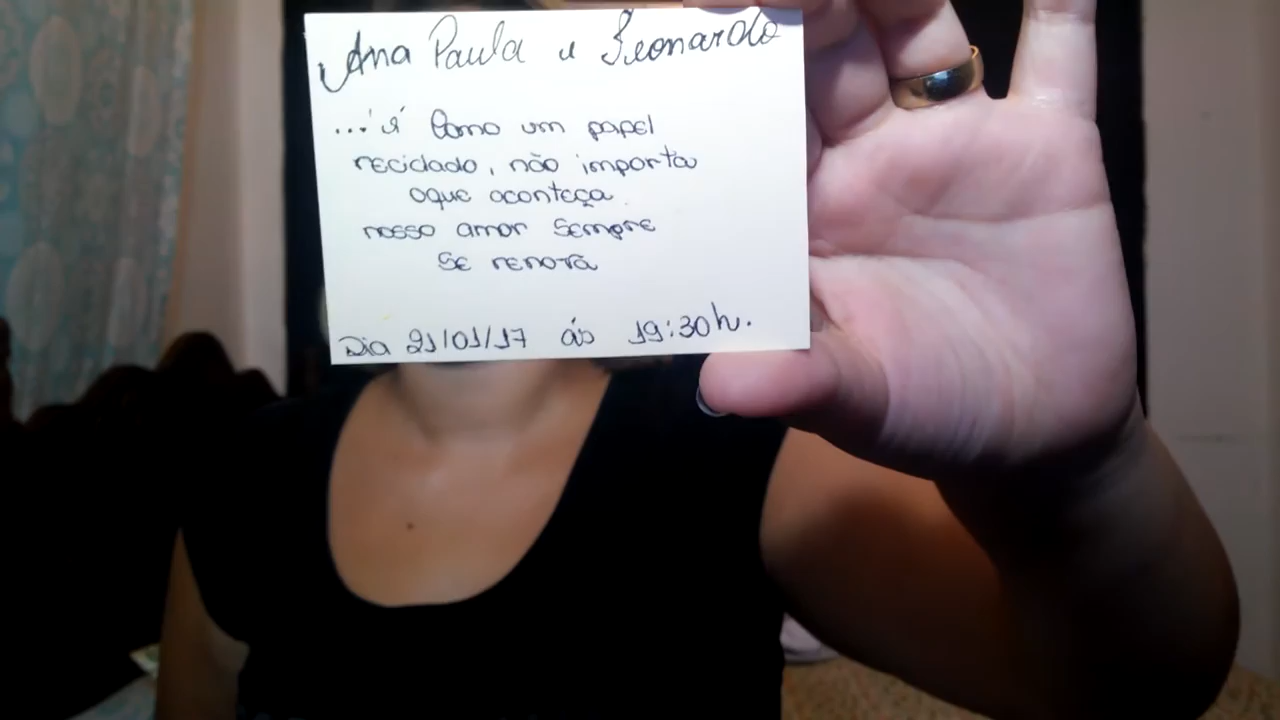 Ana Paula e Leonardo
...é como um papel
reciclado, não importa
oque aconteça
nosso amor sempre
se renova
Dia 21/01/17 ás 19:30h.